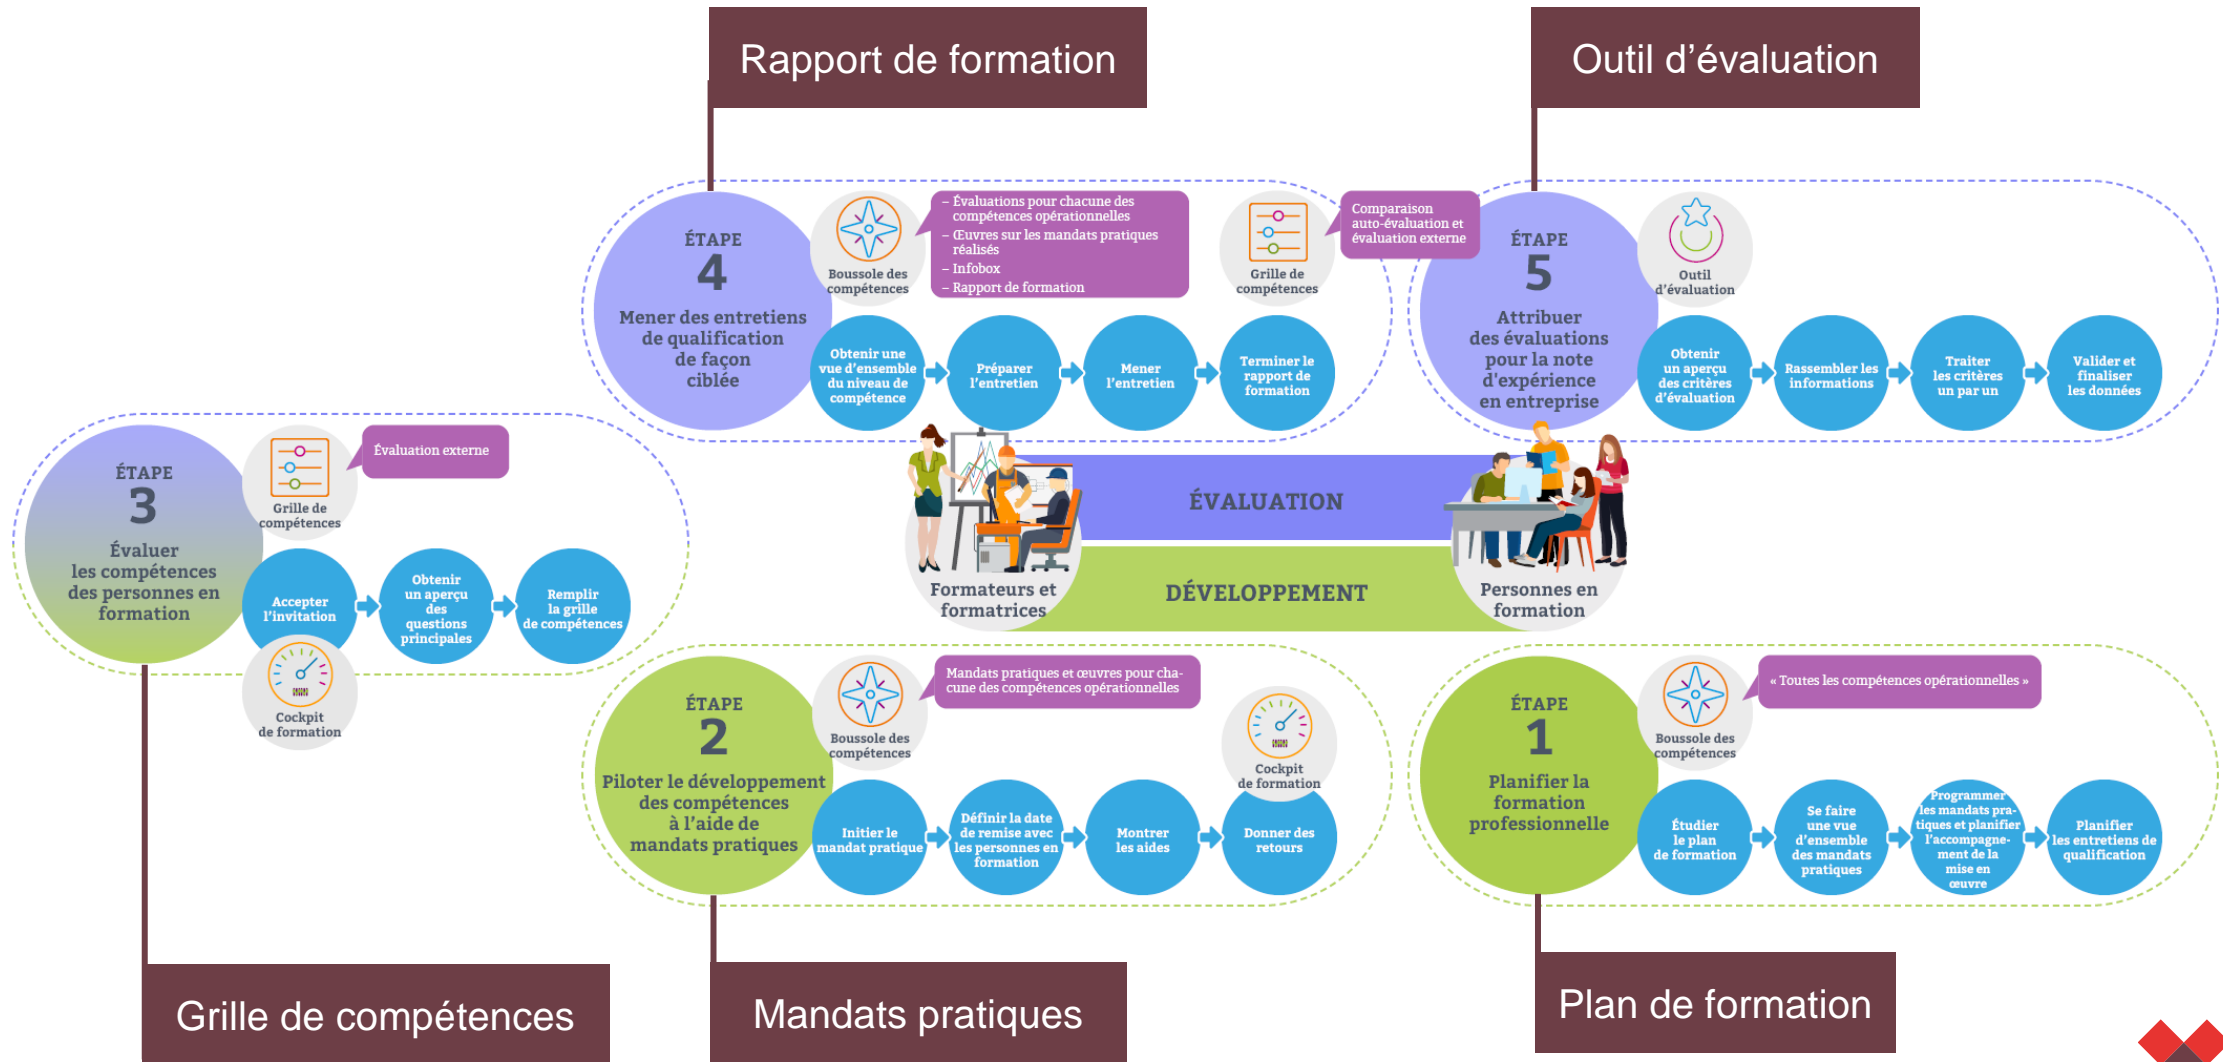 Rapport de formation
Outil d'évaluation
ÉTAPE
4
Mener des entretiens
de qualification
de façon
ciblée
Boussole des
compétences
– Évaluations pour chacune des
compétences opérationnelles
– Œuvres sur les mandats pratiques
réalisés
– Infobox
– Rapport de formation
Grille de
compétences
Comparaison
auto-évaluation et
évaluation externe
Obtenir une
vue d'ensemble
du niveau de
compétence
Préparer
l'entretien
Mener
l'entretien
Terminer le
rapport de
formation
ÉTAPE
5
Attribuer
des évaluations
pour la note
d'expérience
en entreprise
Outil
d'évaluation
Obtenir
un aperçu
des critères
d'évaluation
Rassembler les
informations
Traiter
les critères
un par un
Valider et
finaliser
les données
ÉTAPE
3
Évaluer
les compétences
des personnes en
formation
Grille de
compétences
Évaluation externe
Accepter
l'invitation
Obtenir
un aperçu
des
questions
principales
Remplir
la grille
de compétences
Cockpit
de formation
ÉVALUATION
DÉVELOPPEMENT
Formateurs et
formatrices
Personnes en
formation
ÉTAPE
2
Piloter le développement
des compétences
à l'aide de
mandats pratiques
Boussole des
compétences
Mandats pratiques et œuvres pour cha-
cune des compétences opérationnelles
Cockpit
de formation
Initier le
mandat pratique
Définir la date
de remise avec
les personnes en
formation
Montrer
les aides
Donner des
retours
ÉTAPE
1
Planifier la
formation
professionnelle
Boussole des
compétences
« Toutes les compétences opérationnelles »
Étudier
le plan
de formation
Se faire
une vue
d'ensemble
des mandats
pratiques
Programmer
les mandats pra-
tiques et planifier
l'accompagne-
ment de la
mise en
œuvre
Planifier
les entretiens de
qualification
Grille de compétences
Mandats pratiques
Plan de formation